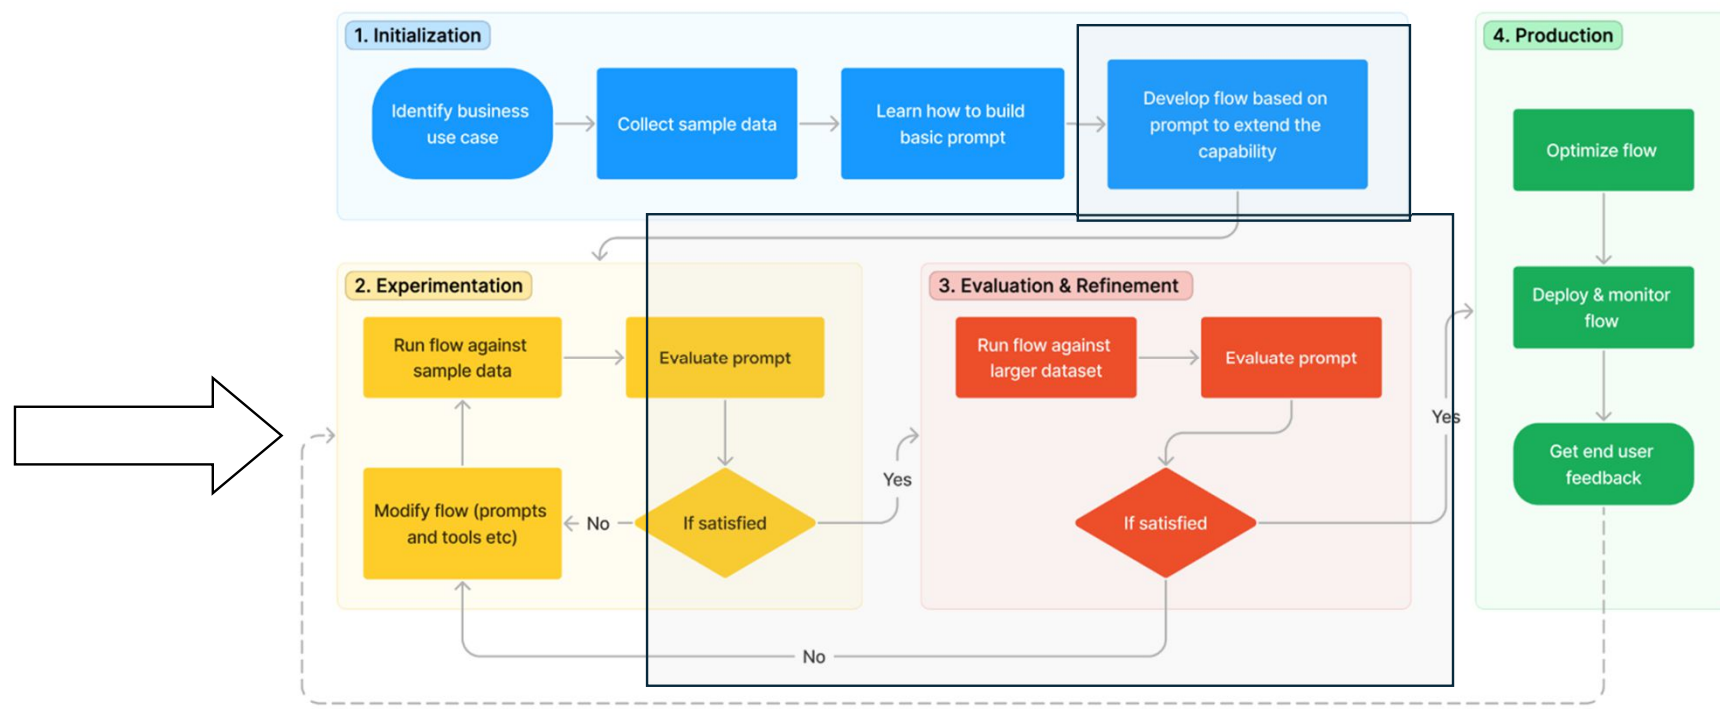 1. Initialization
Identify business
use case
Collect sample data
Learn how to build
basic prompt
Develop flow based on
prompt to extend the
capability
2. Experimentation
Run flow against
sample data
Evaluate prompt
Modify flow (prompts
and tools etc)
No
If satisfied
Yes
3. Evaluation & Refinement
Run flow against
larger dataset
Evaluate prompt
If satisfied
Yes
No
4. Production
Optimize flow
Deploy & monitor
flow
Get end user
feedback